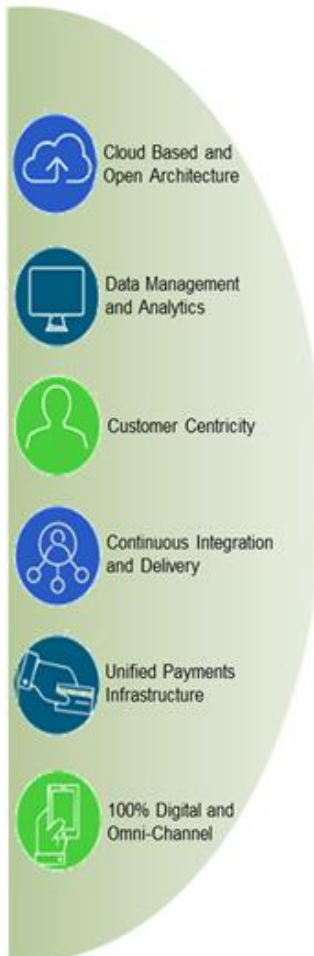 Cloud Based and
Open Architecture
Data Management
and Analytics
Customer Centricity
Continuous Integration
and Delivery
Unified Payments
Infrastructure
100% Digital and
Omni-Channel